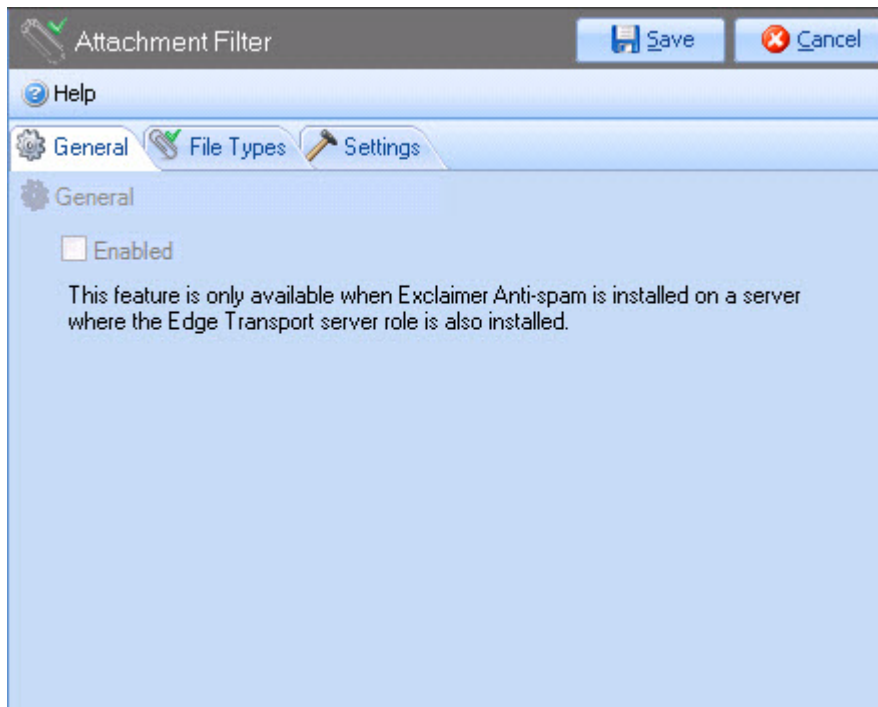 Attachment Filter
Save
Cancel
Help
General
File Types
Settings
General
Enabled
This feature is only available when Exclaimer Anti-spam is installed on a server
where the Edge Transport server role is also installed.